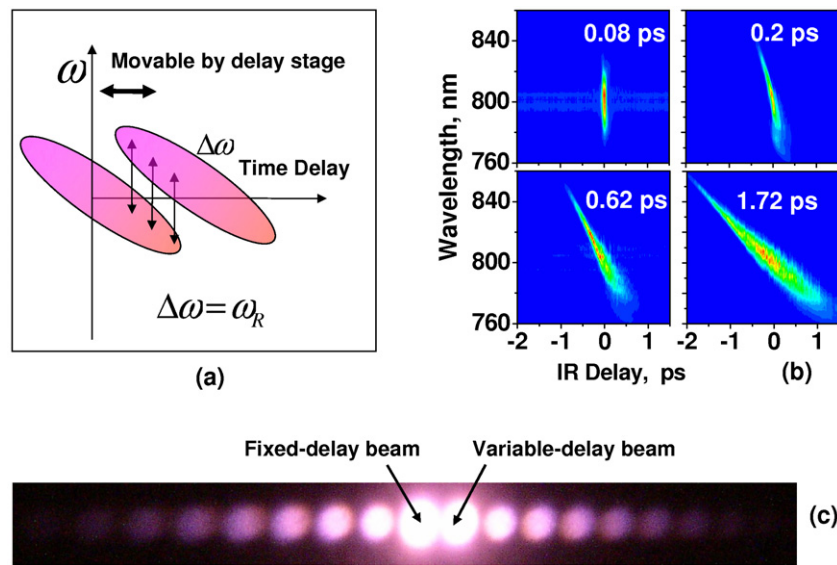 ω
Movable by delay stage
Δω
Time Delay
Δω = ω_R
(a)
Wavelength, nm
860
840
800
760
840
800
760
0.08 ps
0.2 ps
0.62 ps
1.72 ps
-2 -1 0 1 -2 -1 0 1
IR Delay, ps
(b)
Fixed-delay beam
Variable-delay beam
(c)